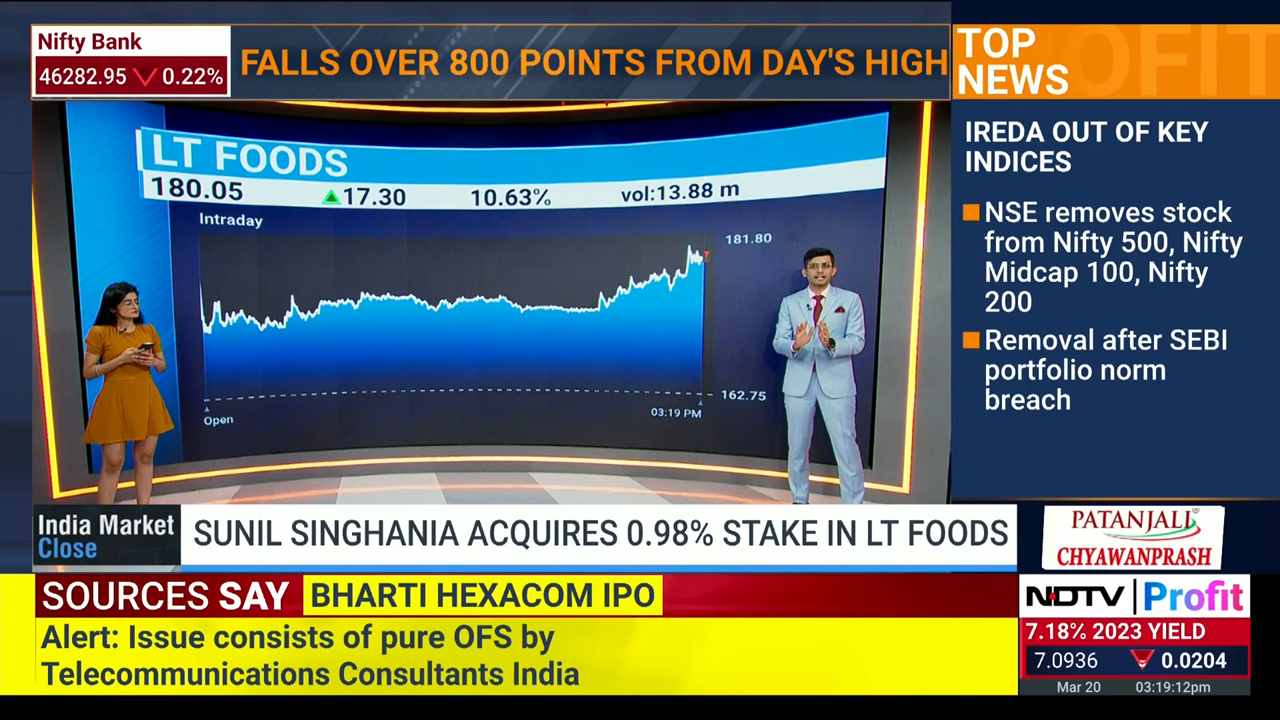 Nifty Bank
46282.95 0.22%
FALLS OVER 800 POINTS FROM DAY'S HIGH
TOP
NEWS
PROFIT
LT FOODS
180.05 17.30 10.63% vol:13.88 m
Intraday
181.80
162.75
Open
03:19 PM
IREDA OUT OF KEY
INDICES
NSE removes stock
from Nifty 500, Nifty
Midcap 100, Nifty
200
Removal after SEBI
portfolio norm
breach
India Market
Close
SUNIL SINGHANIA ACQUIRES 0.98% STAKE IN LT FOODS
PATANJALI®
CHYAWANPRASH
SOURCES SAY BHARTI HEXACOM IPO
Alert: Issue consists of pure OFS by
Telecommunications Consultants India
NDTV Profit
7.18% 2023 YIELD
7.0936 0.0204
Mar 20 03:19:12pm